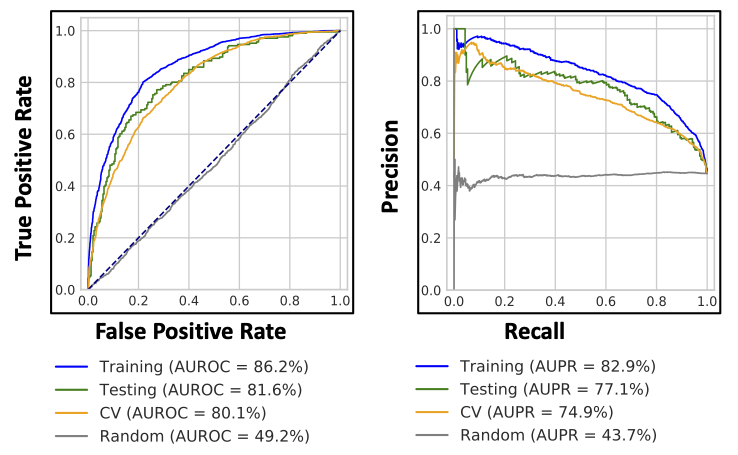 True Positive Rate
1.0
0.8
0.6
0.4
0.2
0.0
0.0 0.2 0.4 0.6 0.8 1.0
False Positive Rate
Training (AUROC = 86.2%)
Testing (AUROC = 81.6%)
CV (AUROC = 80.1%)
Random (AUROC = 49.2%)
Precision
1.0
0.8
0.6
0.4
0.2
0.0
0.0 0.2 0.4 0.6 0.8 1.0
Recall
Training (AUPR = 82.9%)
Testing (AUPR = 77.1%)
CV (AUPR = 74.9%)
Random (AUPR = 43.7%)